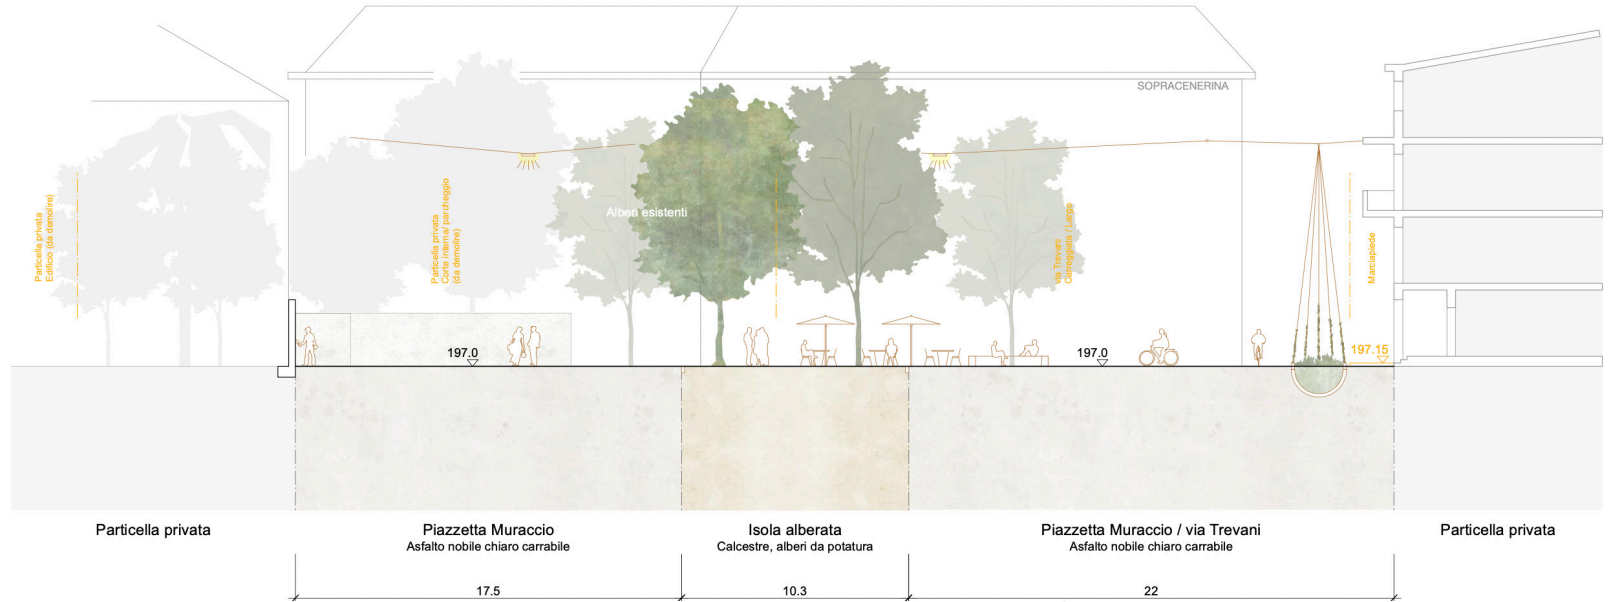 SOPRACENERINA
Particella privata
Edificio (da demolire)
Particella privata
Corte interna/ parcheggio
(da demolire)
Alberi esistenti
via Trevani
Carreggiata / Largo
Marciapiede
197.0
197.0
197.15
Particella privata
Piazzetta Muraccio
Asfalto nobile chiaro carrabile
Isola alberata
Calcestre, alberi da potatura
Piazzetta Muraccio / via Trevani
Asfalto nobile chiaro carrabile
Particella privata
17.5
10.3
22